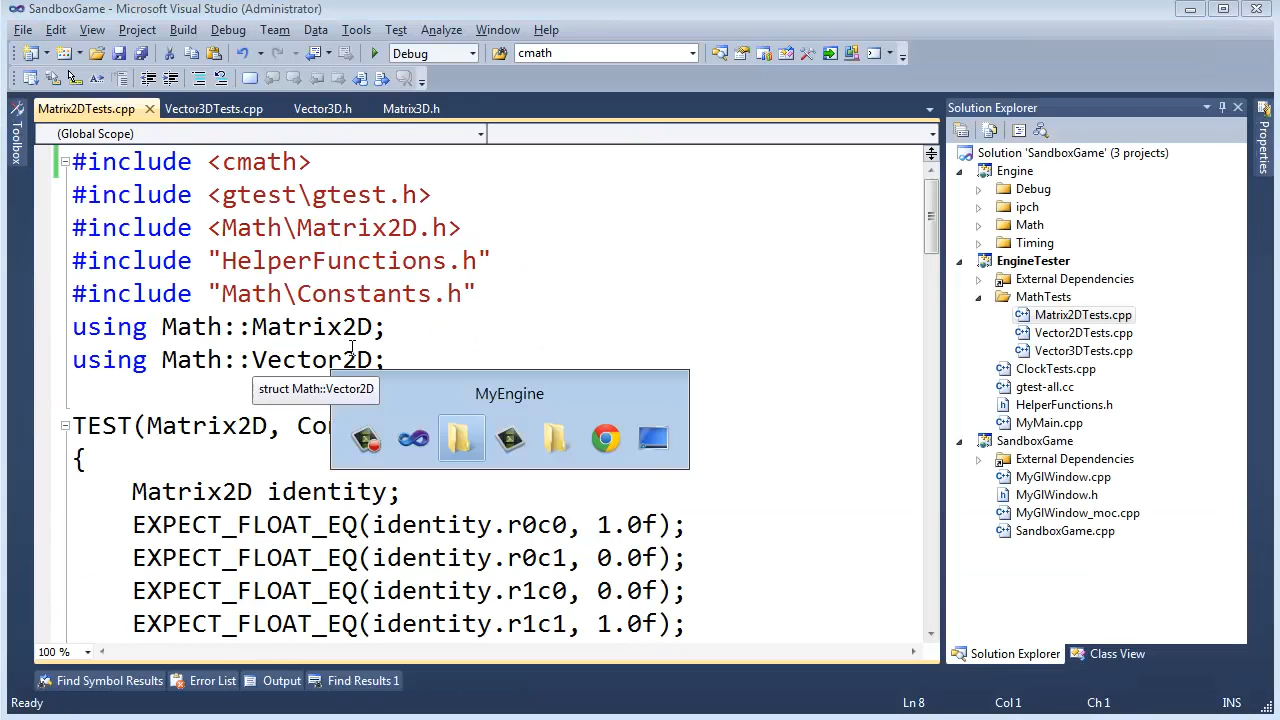 SandboxGame - Microsoft Visual Studio (Administrator)
File Edit View Project Build Debug Team Data Tools Test Analyze Window Help
Debug cmath
Matrix2DTests.cpp Vector3DTests.cpp Vector3D.h Matrix3D.h
(Global Scope)
#include <cmath>
#include <gtest\gtest.h>
#include <Math\Matrix2D.h>
#include "HelperFunctions.h"
#include "Math\Constants.h"
using Math::Matrix2D;
using Math::Vector2D;
struct Math::Vector2D
MyEngine
TEST(Matrix2D, Con
{
Matrix2D identity;
EXPECT_FLOAT_EQ(identity.r0c0, 1.0f);
EXPECT_FLOAT_EQ(identity.r0c1, 0.0f);
EXPECT_FLOAT_EQ(identity.r1c0, 0.0f);
EXPECT_FLOAT_EQ(identity.r1c1, 1.0f);
100 %
Toolbox
Solution Explorer
Solution 'SandboxGame' (3 projects)
Engine
Debug
ipch
Math
Timing
EngineTester
External Dependencies
MathTests
Matrix2DTests.cpp
Vector2DTests.cpp
Vector3DTests.cpp
ClockTests.cpp
gtest-all.cc
HelperFunctions.h
MyMain.cpp
SandboxGame
External Dependencies
MyGlWindow.cpp
MyGlWindow.h
MyGlWindow_moc.cpp
SandboxGame.cpp
Solution Explorer Class View
Properties
Find Symbol Results Error List Output Find Results 1
Ready Ln 8 Col 1 Ch 1 INS